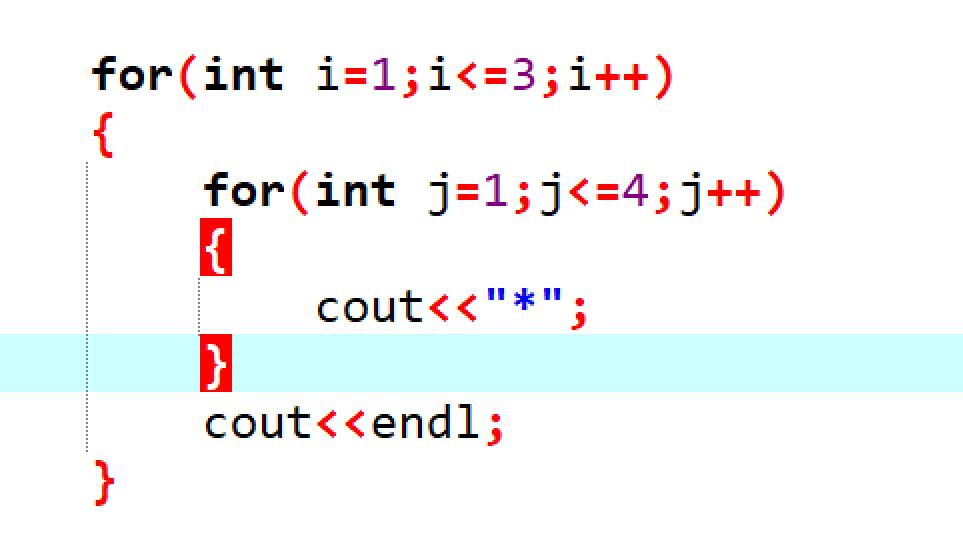 for(int i=1;i<=3;i++)
{
    for(int j=1;j<=4;j++)
    {
        cout<<"*";
    }
    cout<<endl;
}